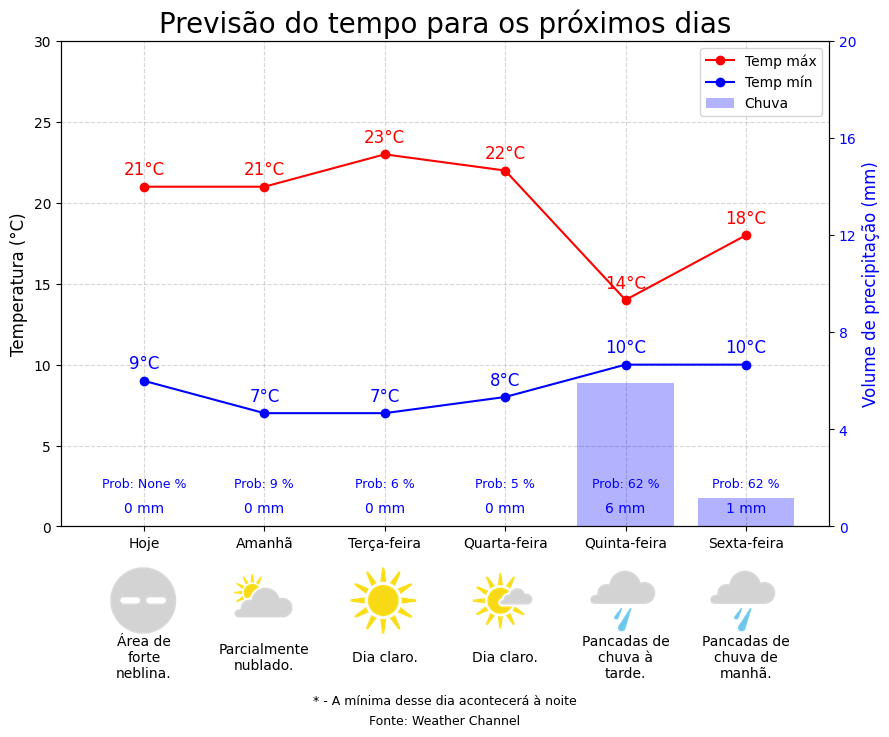 Previsão do tempo para os próximos dias
Temp máx
Temp mín
Chuva
Temperatura (°C)
30
25
20
15
10
5
0
Volume de precipitação (mm)
20
16
12
8
4
0
21°C 21°C 23°C 22°C 14°C 18°C
9°C 7°C 7°C 8°C 10°C 10°C
Prob: None % Prob: 9 % Prob: 6 % Prob: 5 % Prob: 62 % Prob: 62 %
0 mm 0 mm 0 mm 0 mm 6 mm 1 mm
Hoje Amanhã Terça-feira Quarta-feira Quinta-feira Sexta-feira
Área de
forte
neblina.
Parcialmente
nublado.
Dia claro.
Dia claro.
Pancadas de
chuva à
tarde.
Pancadas de
chuva de
manhã.
* - A mínima desse dia acontecerá à noite
Fonte: Weather Channel